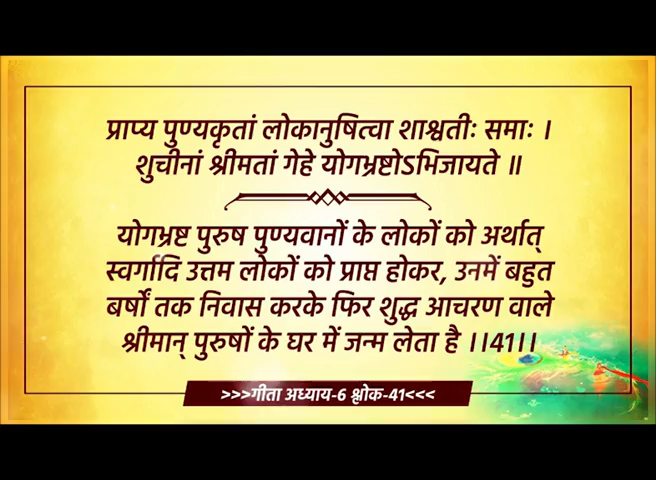 प्राप्य पुण्यकृतां लोकानुषित्वा शाश्वतीः समाः ।
शुचीनां श्रीमतां गेहे योगभ्रष्टोऽभिजायते ॥
योगभ्रष्ट पुरुष पुण्यवानों के लोकों को अर्थात्
स्वर्गादि उत्तम लोकों को प्राप्त होकर, उनमें बहुत
बर्षों तक निवास करके फिर शुद्ध आचरण वाले
श्रीमान् पुरुषों के घर में जन्म लेता है ।।41।।
>>>गीता अध्याय-6 श्लोक-41<<<